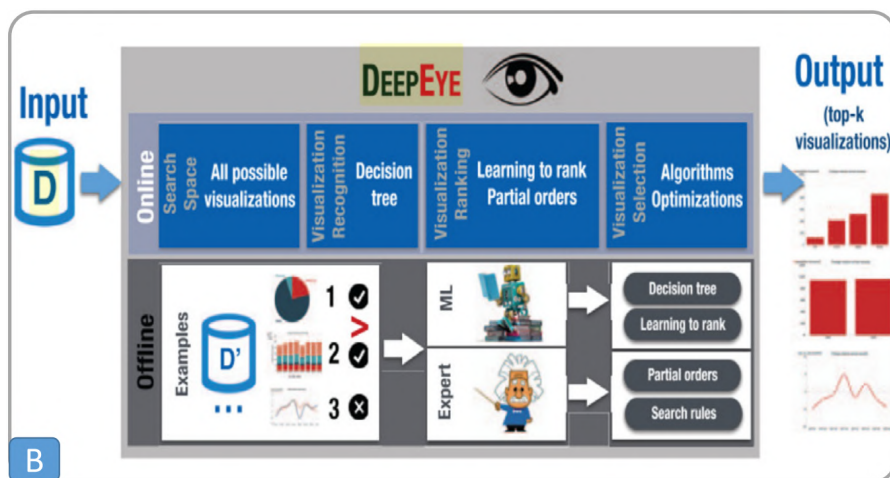 DEEPEYE
Input
D
Online
Search
Space
All possible
visualizations
Visualization
Recognition
Decision
tree
Visualization
Ranking
Learning to rank
Partial orders
Visualization
Selection
Algorithms
Optimizations
Output
(top-k
visualizations)
Offline
Examples
D'
...
1
>
2
3
ML
Expert
Decision tree
Learning to rank
Partial orders
Search rules
B